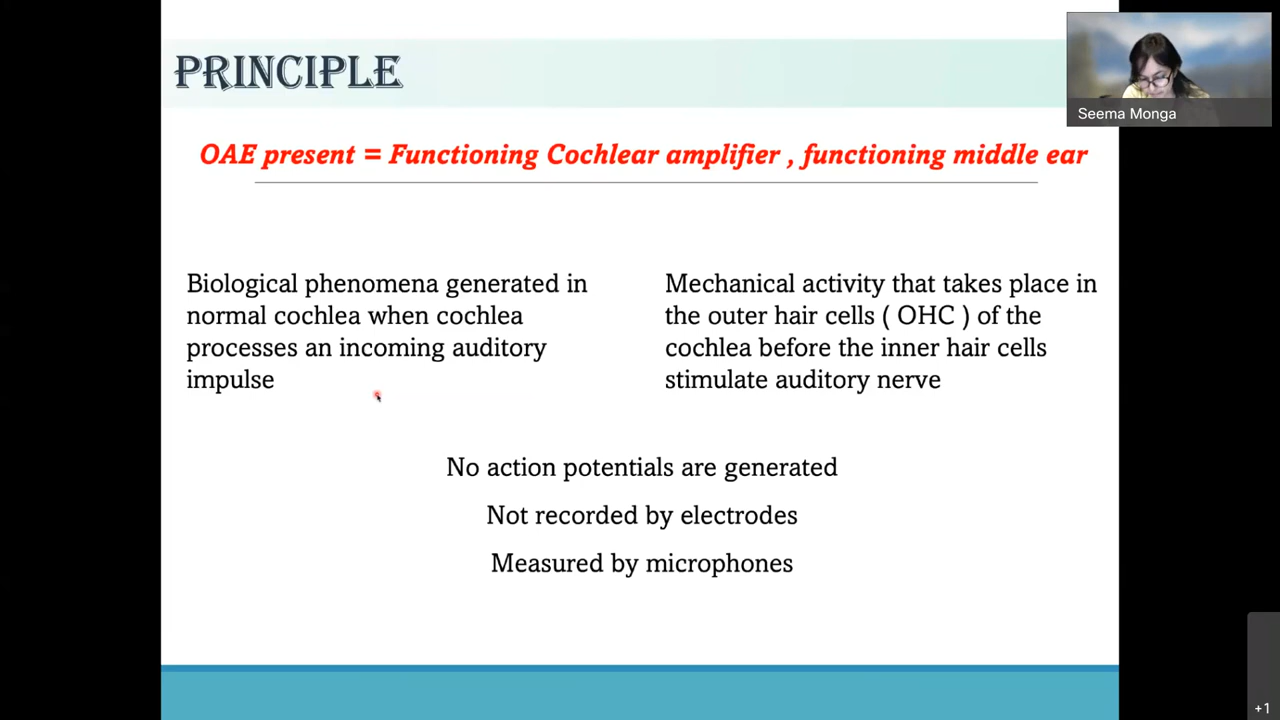 PRINCIPLE
Seema Monga
OAE present = Functioning Cochlear amplifier , functioning middle ear
Biological phenomena generated in
normal cochlea when cochlea
processes an incoming auditory
impulse
Mechanical activity that takes place in
the outer hair cells ( OHC ) of the
cochlea before the inner hair cells
stimulate auditory nerve
No action potentials are generated
Not recorded by electrodes
Measured by microphones
+1